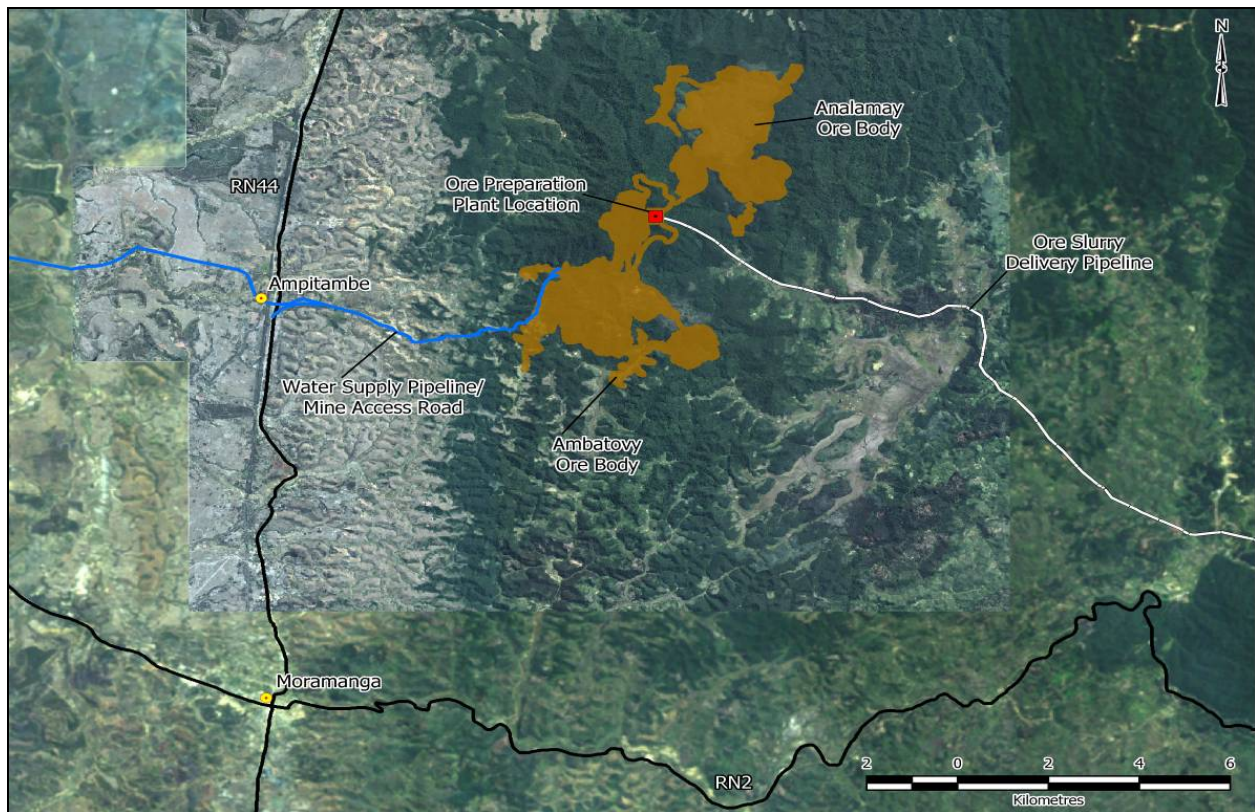 N
Analamay
Ore Body
RN44
Ore Preparation
Plant Location
Ore Slurry
Delivery Pipeline
Ampitambe
Water Supply Pipeline/
Mine Access Road
Ambatovy
Ore Body
Moramanga
RN2
2 0 2 4 6
Kilometres